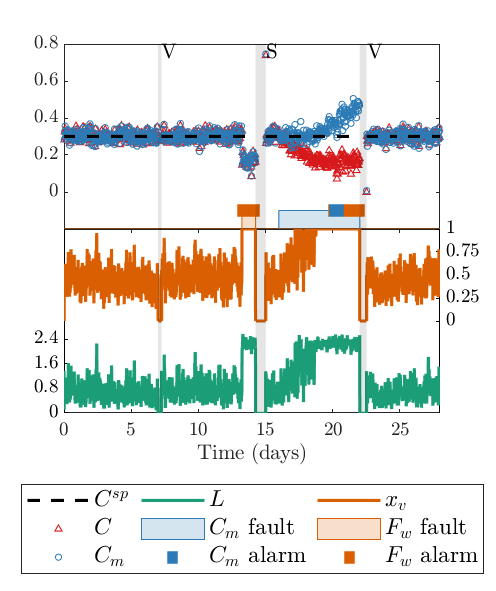 0.8
V
S
V
0.6
0.4
0.2
0
1
0.75
0.5
0.25
0
2.4
1.6
0.8
0
0 5 10 15 20 25
Time (days)
C^{sp} L x_v
C C_m fault F_w fault
C_m C_m alarm F_w alarm